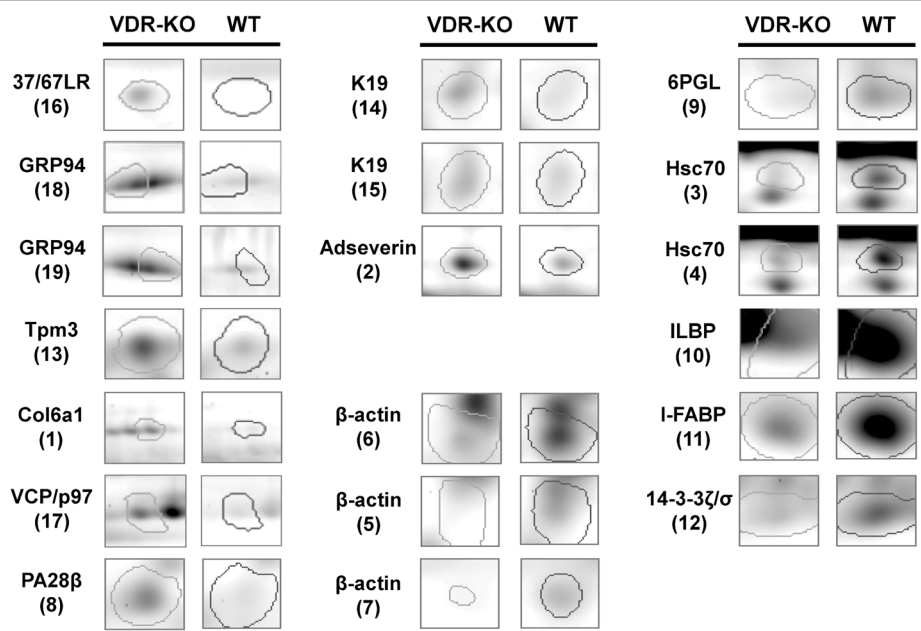 VDR-KO WT
37/67LR
(16)
GRP94
(18)
GRP94
(19)
Tpm3
(13)
Col6a1
(1)
VCP/p97
(17)
PA28β
(8)
VDR-KO WT
K19
(14)
K19
(15)
Adseverin
(2)
β-actin
(6)
β-actin
(5)
β-actin
(7)
VDR-KO WT
6PGL
(9)
Hsc70
(3)
Hsc70
(4)
ILBP
(10)
I-FABP
(11)
14-3-3ζ/σ
(12)